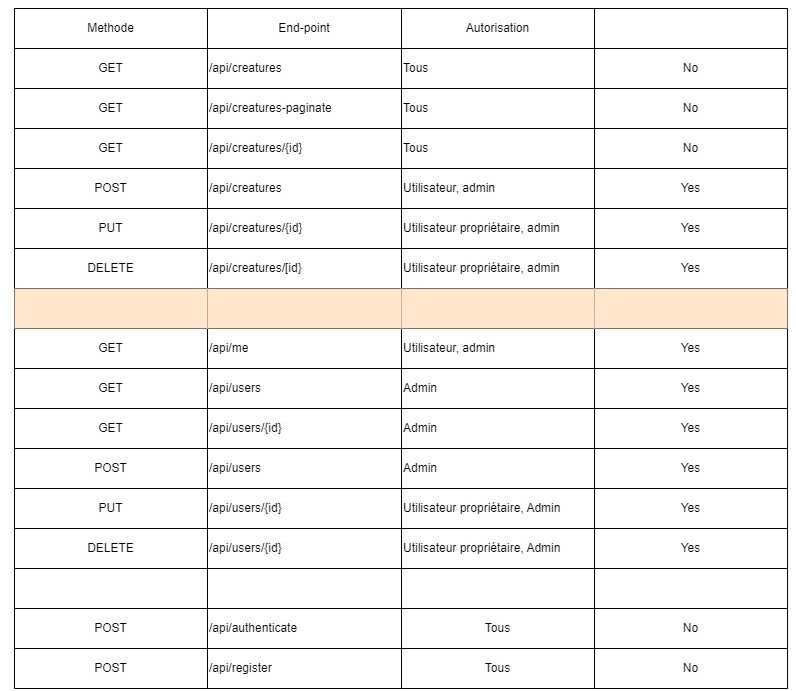 Methode End-point Autorisation
GET /api/creatures Tous No
GET /api/creatures-paginate Tous No
GET /api/creatures/{id} Tous No
POST /api/creatures Utilisateur, admin Yes
PUT /api/creatures/{id} Utilisateur propriétaire, admin Yes
DELETE /api/creatures/[id} Utilisateur propriétaire, admin Yes
GET /api/me Utilisateur, admin Yes
GET /api/users Admin Yes
GET /api/users/{id} Admin Yes
POST /api/users Admin Yes
PUT /api/users/{id} Utilisateur propriétaire, Admin Yes
DELETE /api/users/{id} Utilisateur propriétaire, Admin Yes
POST /api/authenticate Tous No
POST /api/register Tous No